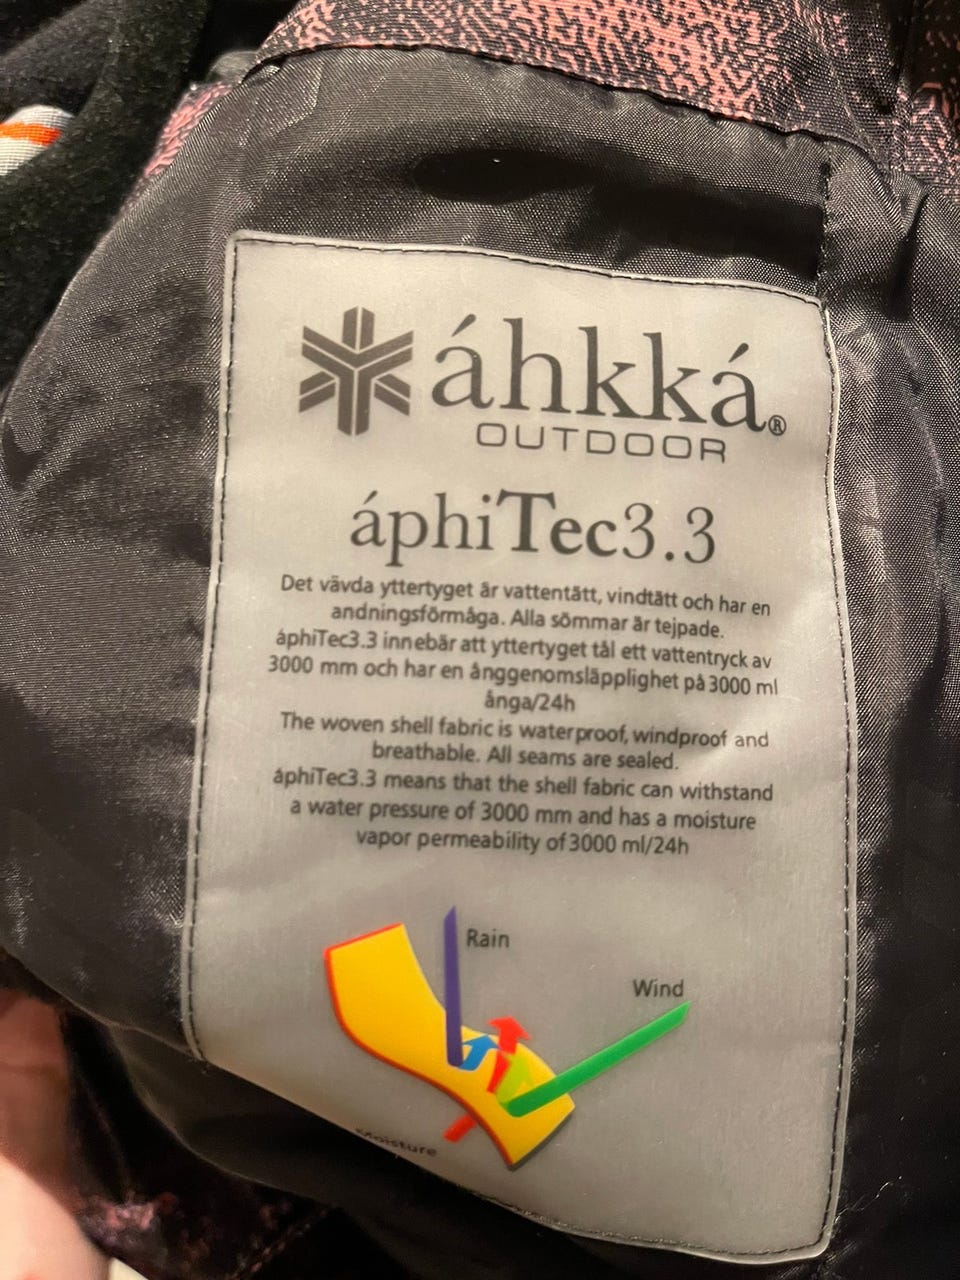 áhkká®
OUTDOOR
áphiTec3.3
Det vävda yttertyget är vattentätt, vindtätt och har en
andningsförmåga. Alla sömmar är tejpade.
áphiTec3.3 innebär att yttertyget tål ett vattentryck av
3000 mm och har en ånggenomsläpplighet på 3000 ml
ånga/24h
The woven shell fabric is waterproof, windproof and
breathable. All seams are sealed.
áphiTec3.3 means that the shell fabric can withstand
a water pressure of 3000 mm and has a moisture
vapor permeability of 3000 ml/24h
Rain
Wind
Moisture